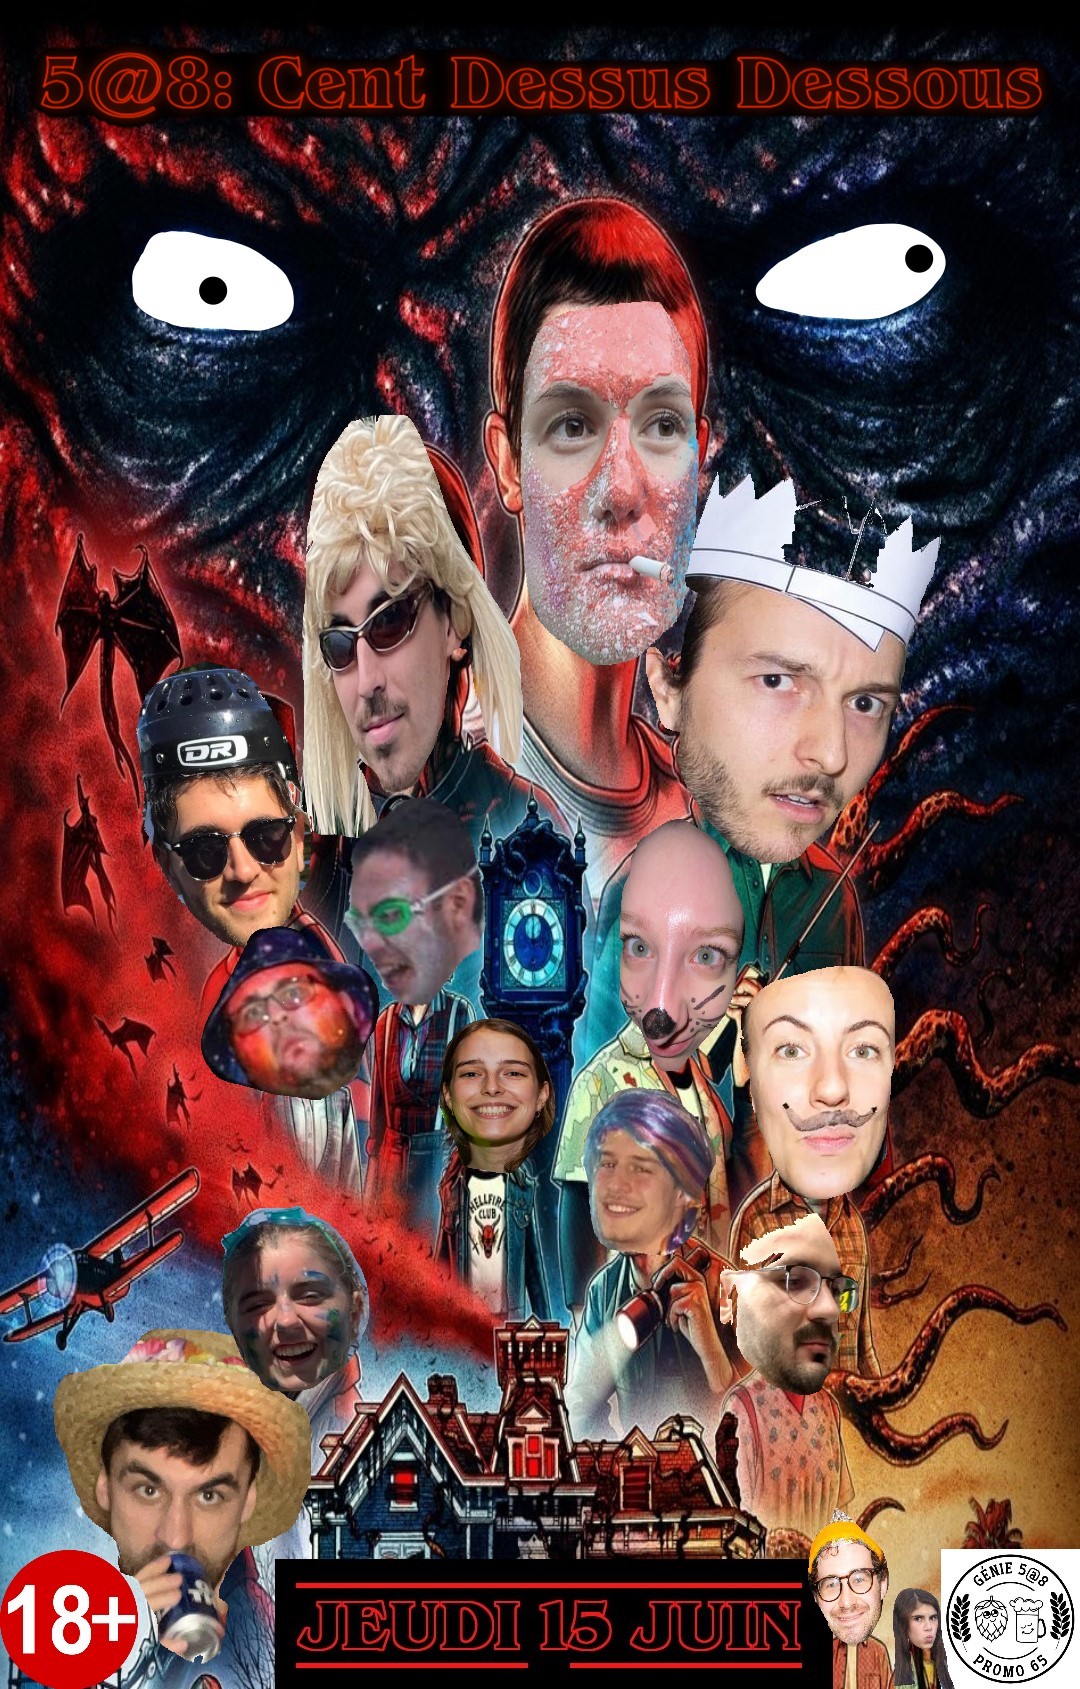 5@8: Cent Dessus Dessous
DR
HELLFIRE
CLUB
18+
JEUDI 15 JUIN
GÉNIE 5@8
PROMO 65